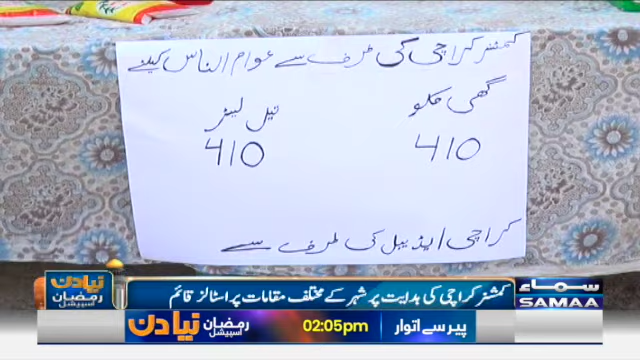 کمشنر کراچی کی طرف سے عوام الناس کیلئے
گھی کلو
تیل لیٹر
410
410
کراچی ایڈیبل کی طرف سے
نیا دن
رمضان
اسپیشل
کمشنر کراچی کی ہدایت پر شہر کے مختلف مقامات پر اسٹالز قائم
سماء
SAMAA
نیا دن
رمضان
اسپیشل
02:05pm
پیر سے اتوار